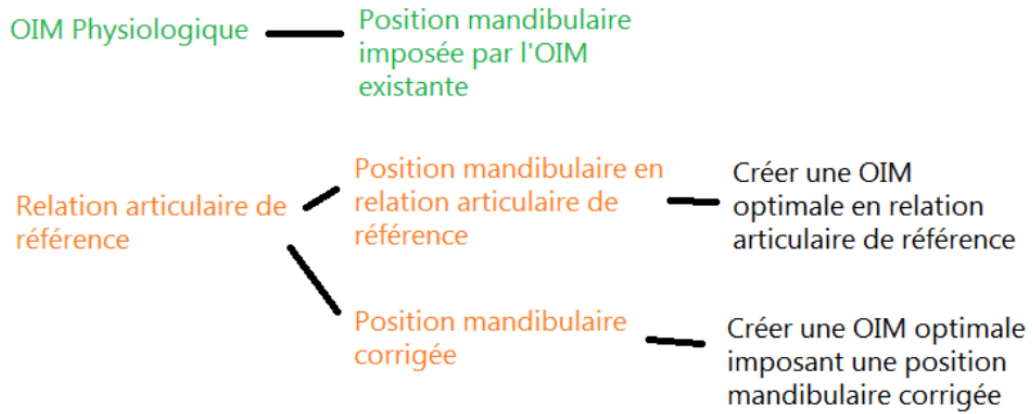 OIM Physiologique
Position mandibulaire
imposée par l'OIM
existante
Relation articulaire de
référence
Position mandibulaire en
relation articulaire de
référence
Créer une OIM
optimale en relation
articulaire de référence
Position mandibulaire
corrigée
Créer une OIM optimale
imposant une position
mandibulaire corrigée